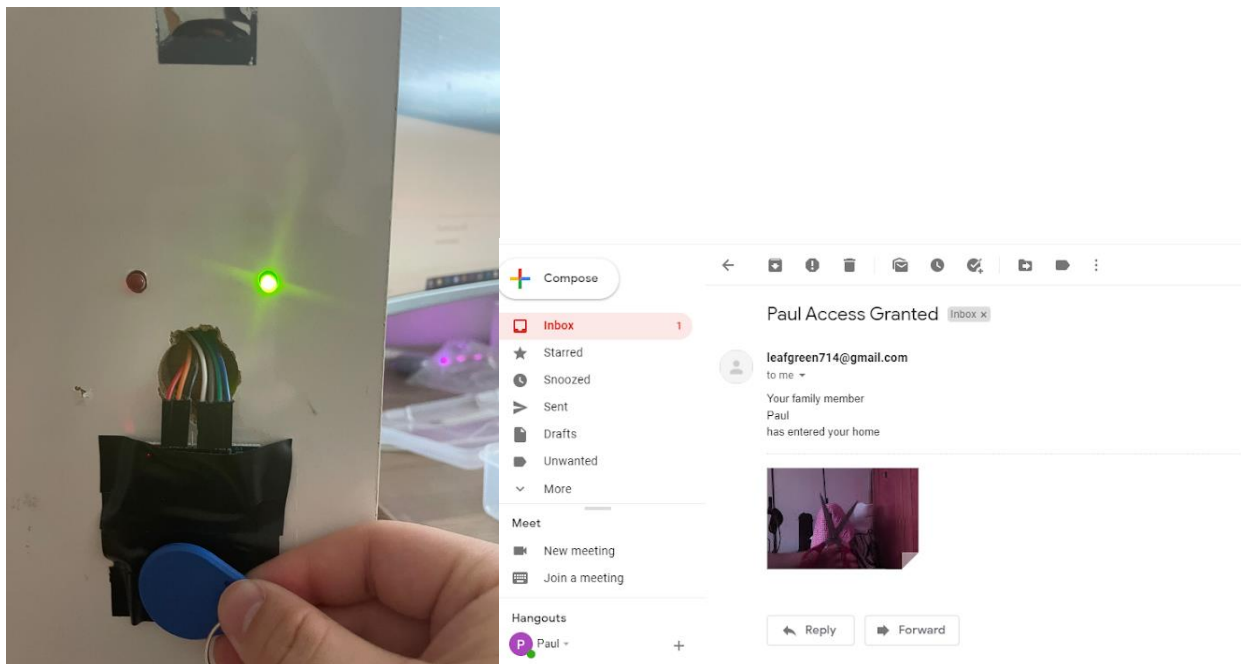 Compose
Inbox 1
Starred
Snoozed
Sent
Drafts
Unwanted
More
Meet
New meeting
Join a meeting
Hangouts
P Paul
Paul Access Granted Inbox x
leafgreen714@gmail.com
to me
Your family member
Paul
has entered your home
Reply
Forward